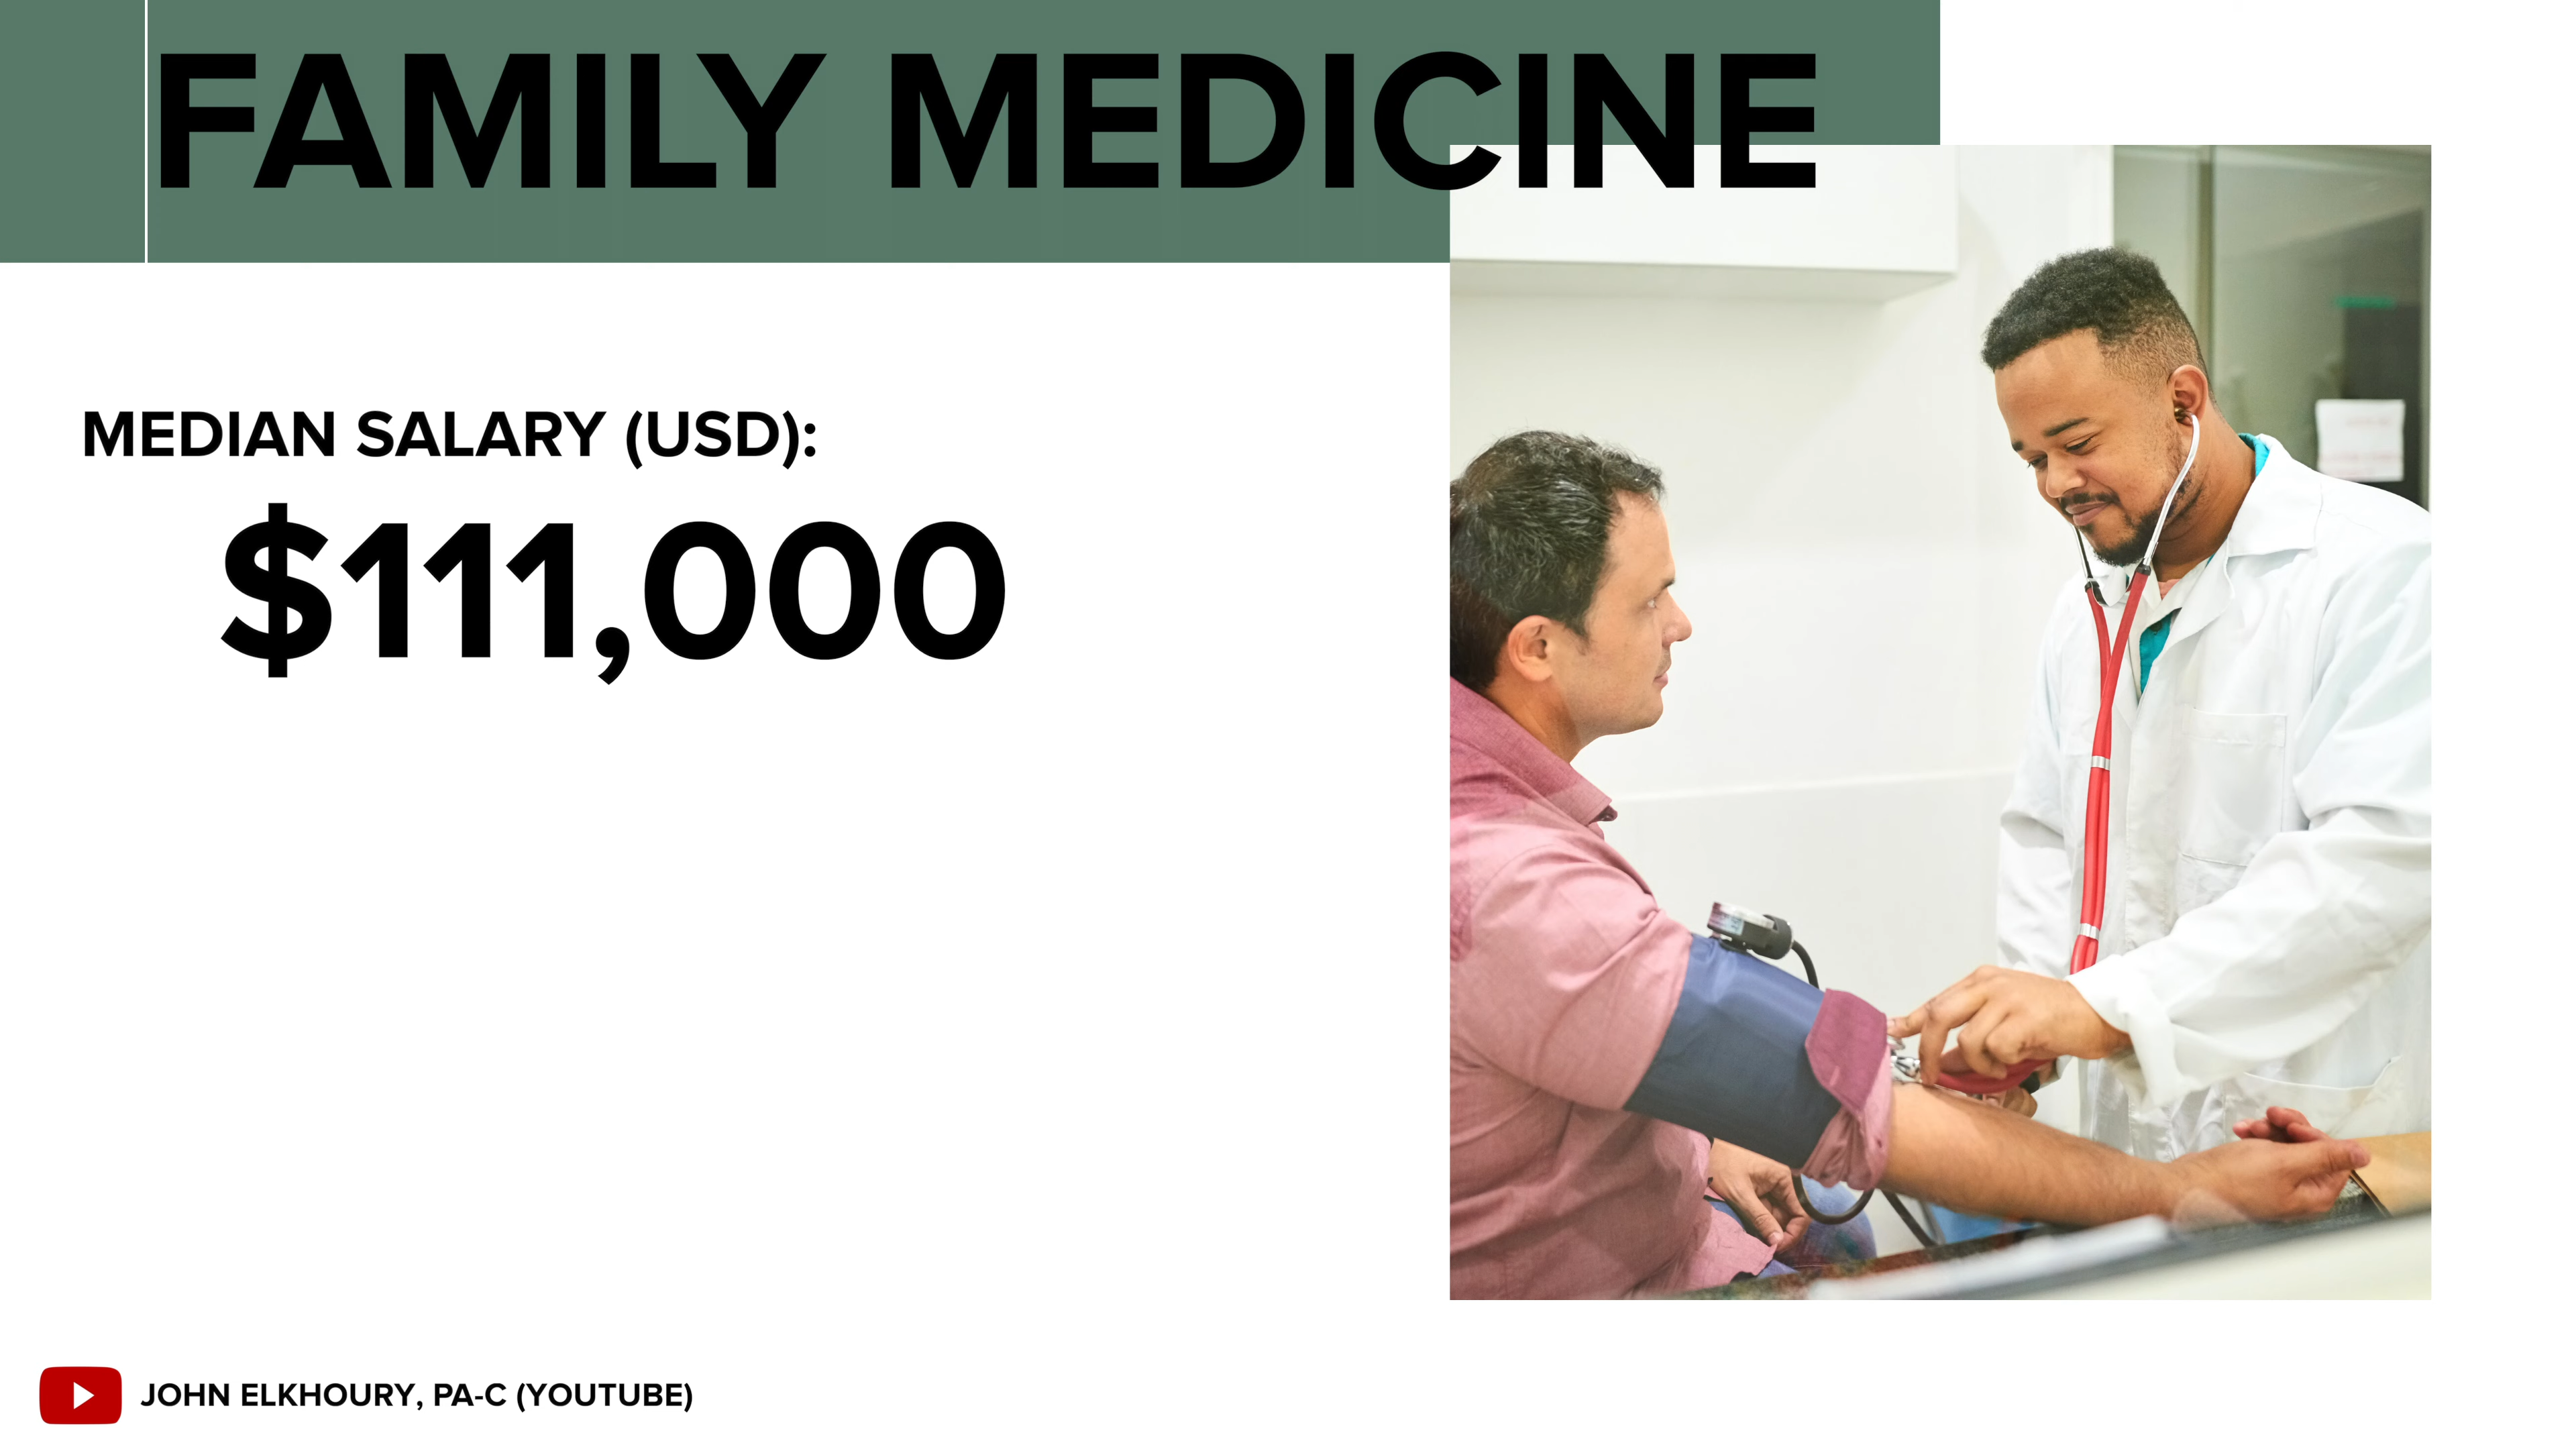 FAMILY MEDICINE
MEDIAN SALARY (USD):
$111,000
JOHN ELKHOURY, PA-C (YOUTUBE)